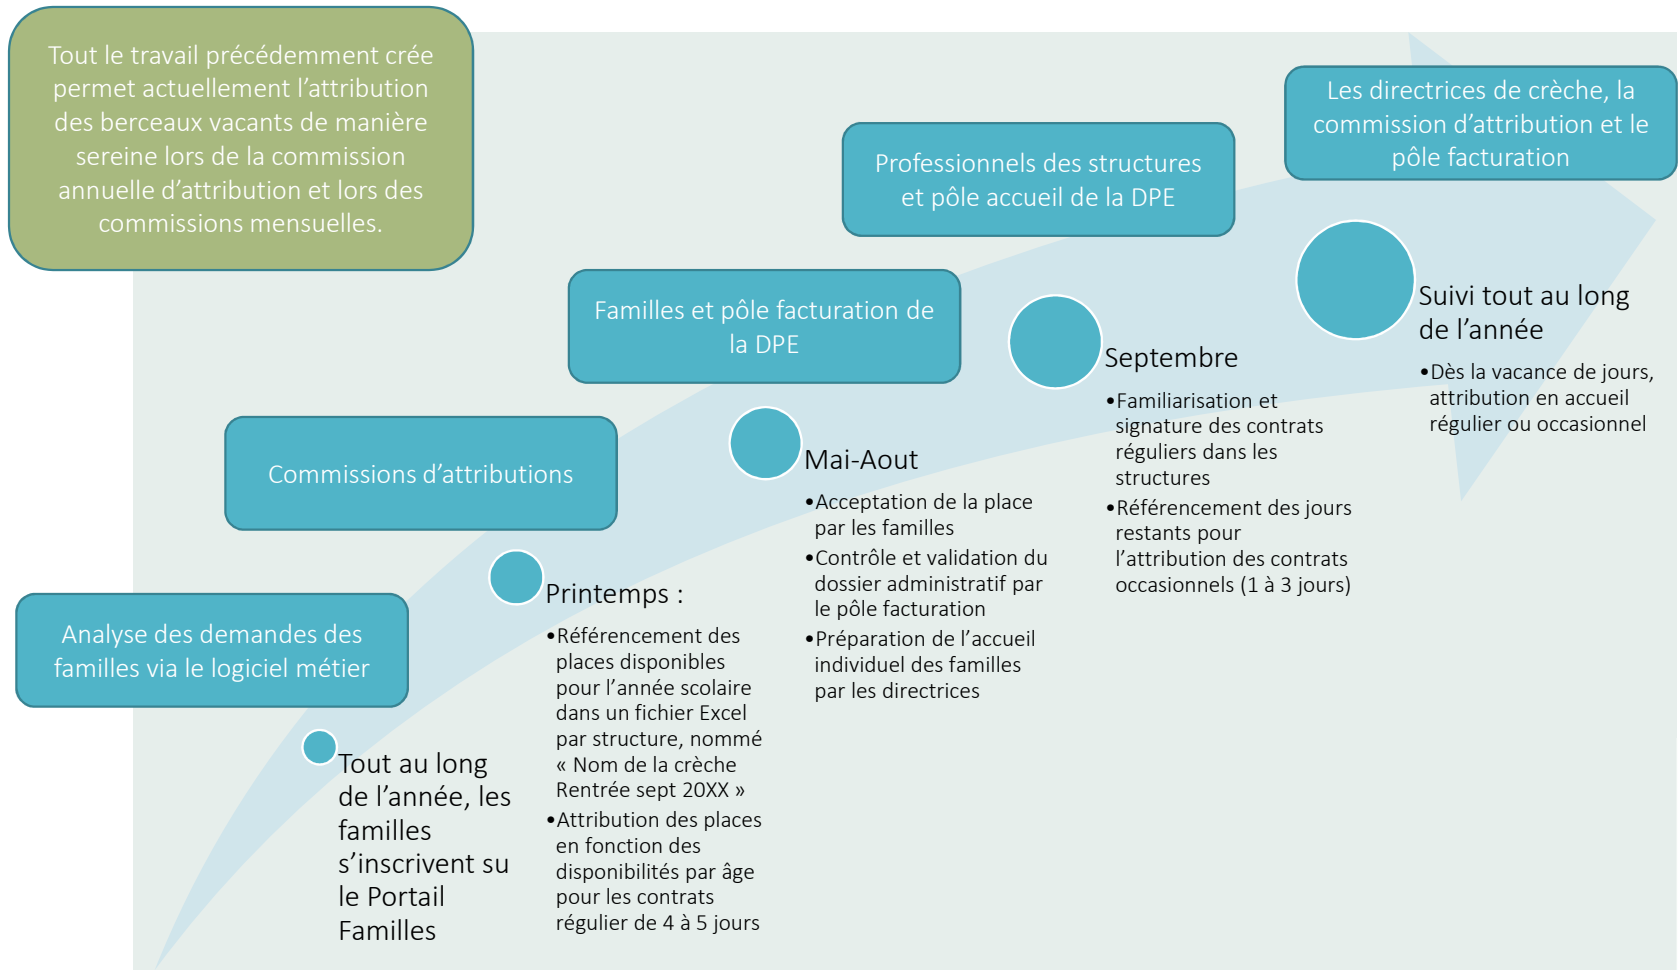 Tout le travail précédemment crée
permet actuellement l’attribution
des berceaux vacants de manière
sereine lors de la commission
annuelle d’attribution et lors des
commissions mensuelles.
Analyse des demandes des
familles via le logiciel métier
Tout au long
de l’année, les
familles
s’inscrivent su
le Portail
Familles
Commissions d’attributions
Printemps :
•Référencement des
places disponibles
pour l’année scolaire
dans un fichier Excel
par structure, nommé
« Nom de la crèche
Rentrée sept 20XX »
•Attribution des places
en fonction des
disponibilités par âge
pour les contrats
régulier de 4 à 5 jours
Familles et pôle facturation de
la DPE
Mai-Aout
•Acceptation de la place
par les familles
•Contrôle et validation du
dossier administratif par
le pôle facturation
•Préparation de l’accueil
individuel des familles
par les directrices
Professionnels des structures
et pôle accueil de la DPE
Septembre
•Familiarisation et
signature des contrats
réguliers dans les
structures
•Référencement des jours
restants pour
l’attribution des contrats
occasionnels (1 à 3 jours)
Les directrices de crèche, la
commission d’attribution et le
pôle facturation
Suivi tout au long
de l’année
•Dès la vacance de jours,
attribution en accueil
régulier ou occasionnel